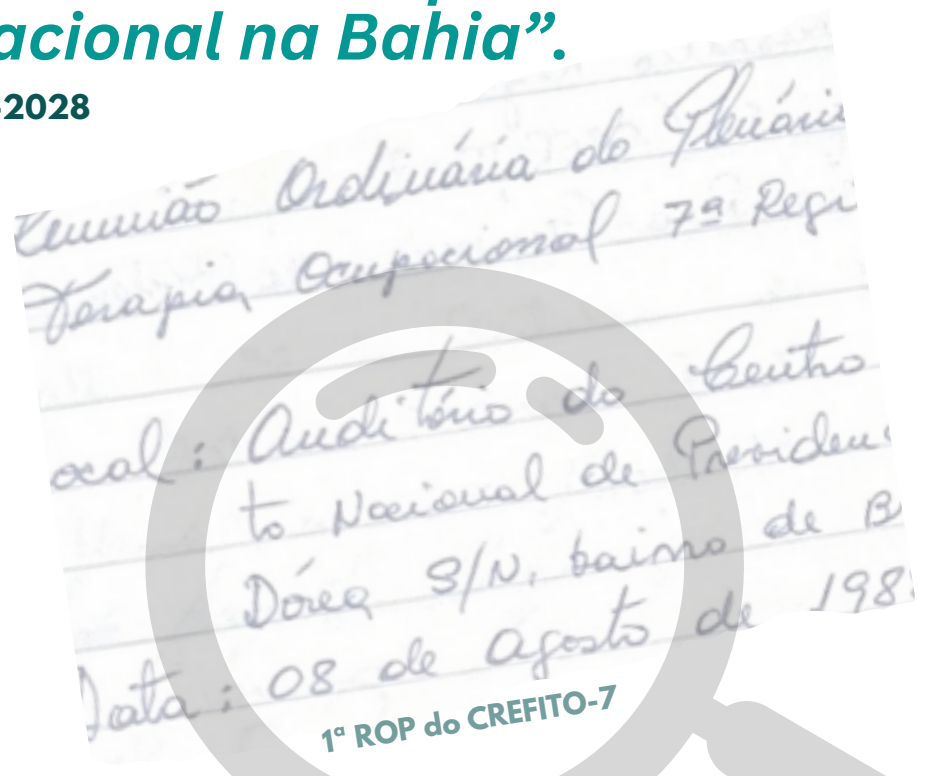 acional na Bahia”.
-2028
Reunião Ordinária do Plenári
Terapia Ocupacional 7ª Regi
ocal : Auditório do Centro
to Nacional de Previden
Dórea S/N, bairro de B
Data : 08 de Agosto de 198
1ª ROP do CREFITO-7